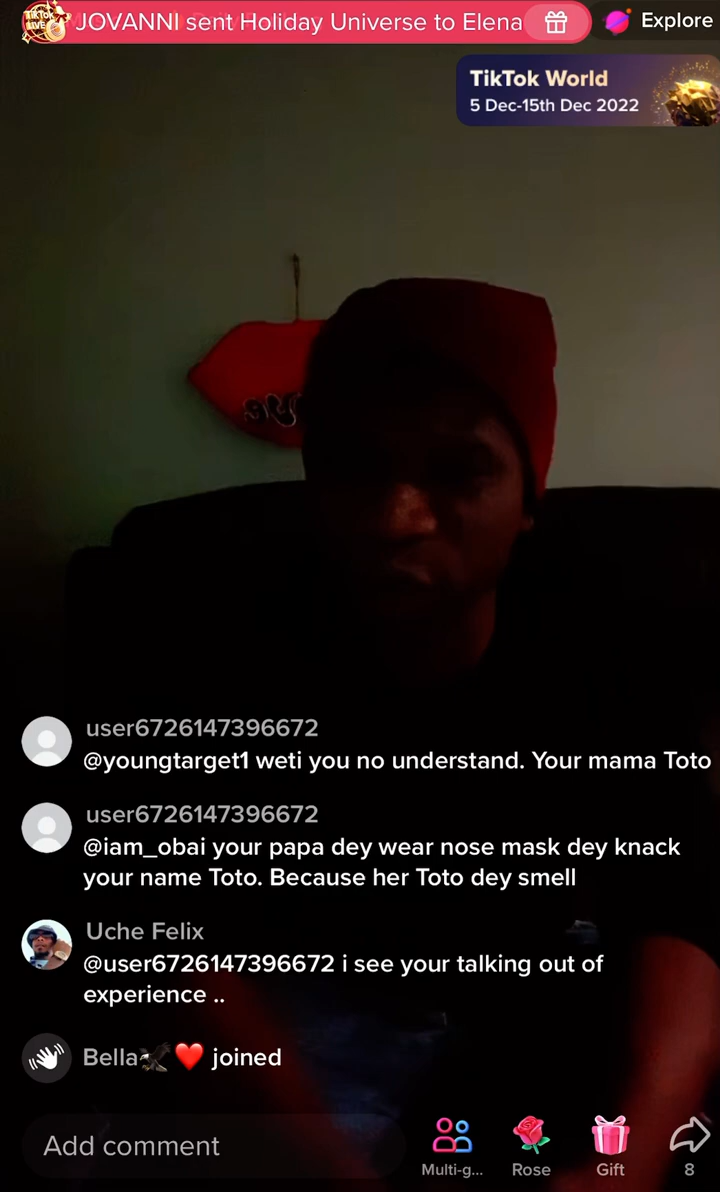 TikTok
LIVE
JOVANNI sent Holiday Universe to Elena
Explore
TikTok World
5 Dec-15th Dec 2022
user6726147396672
@youngtarget1 weti you no understand. Your mama Toto
user6726147396672
@iam_obai your papa dey wear nose mask dey knack
your name Toto. Because her Toto dey smell
Uche Felix
@user6726147396672 i see your talking out of
experience ..
Bella🦅❤️ joined
Add comment
Multi-g...
Rose
Gift
8